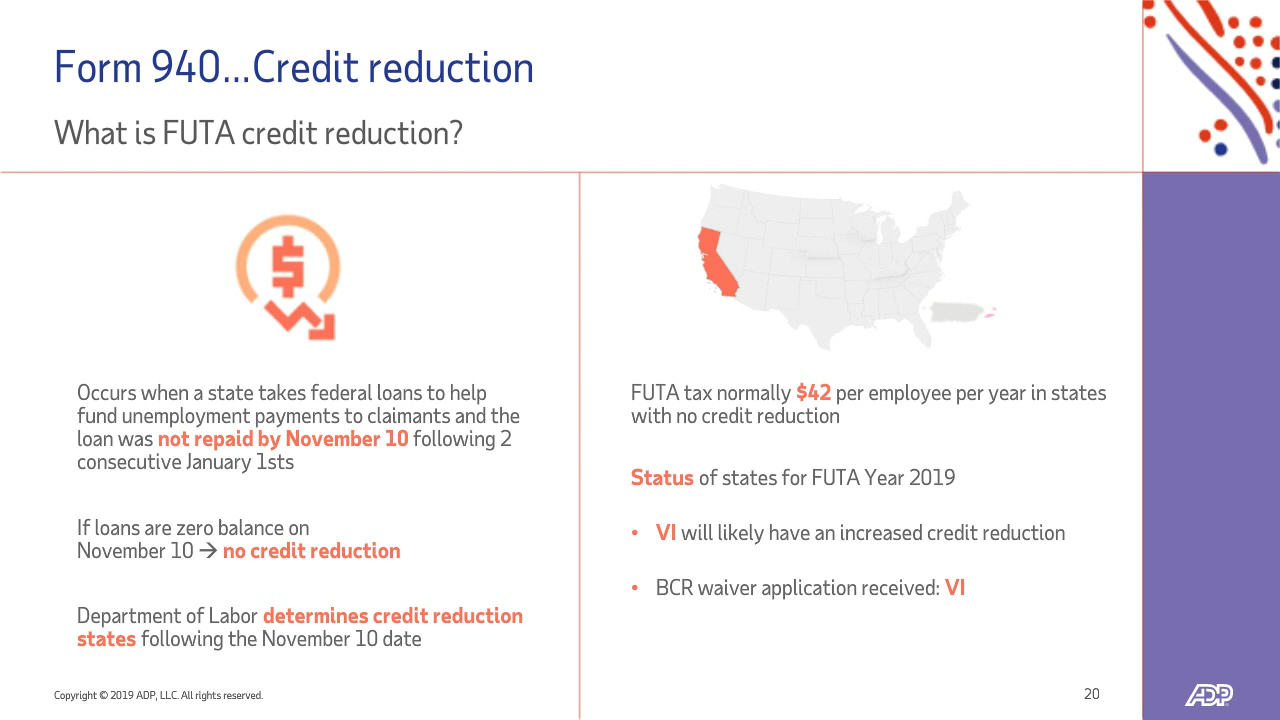 Form 940...Credit reduction
What is FUTA credit reduction?
Occurs when a state takes federal loans to help
fund unemployment payments to claimants and the
loan was not repaid by November 10 following 2
consecutive January 1sts
If loans are zero balance on
November 10 → no credit reduction
Department of Labor determines credit reduction
states following the November 10 date
FUTA tax normally $42 per employee per year in states
with no credit reduction
Status of states for FUTA Year 2019
• VI will likely have an increased credit reduction
• BCR waiver application received: VI
Copyright © 2019 ADP, LLC. All rights reserved.
20
ADP